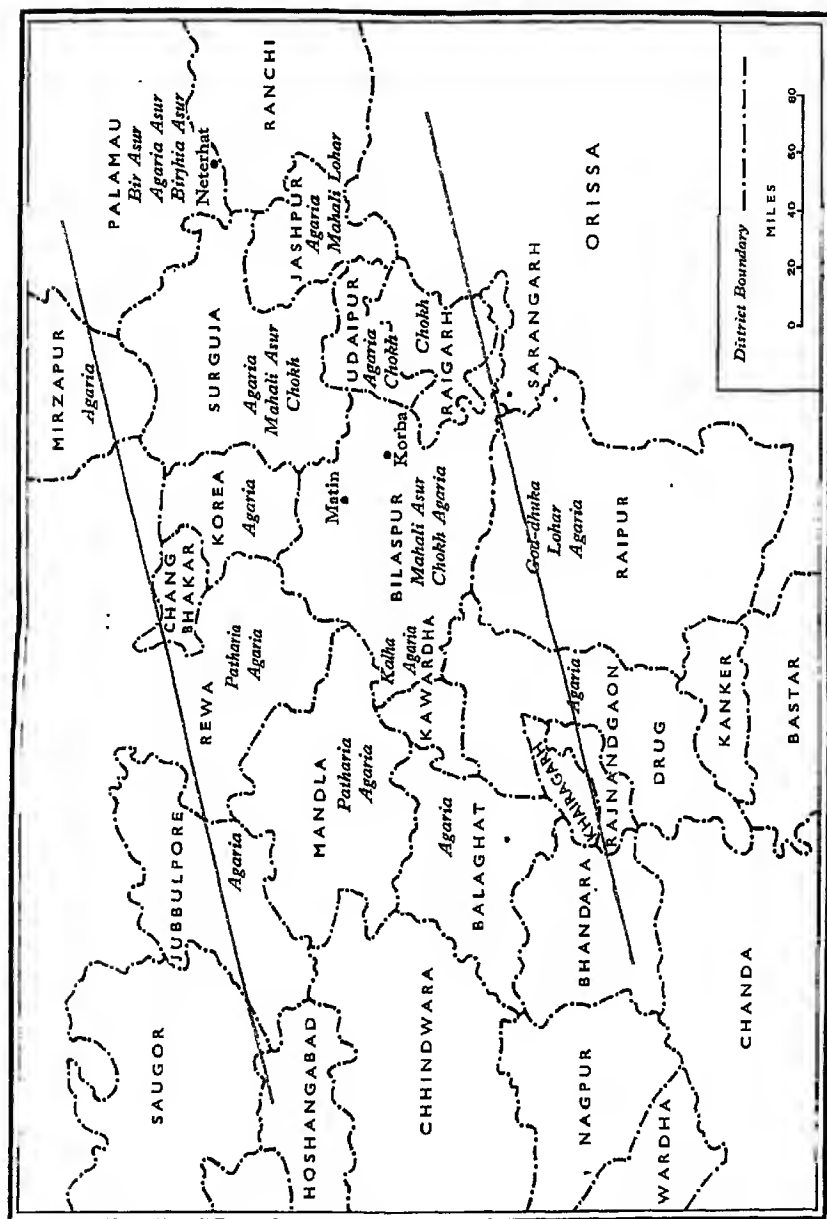 MIRZAPUR
Agaria
PALAMAU
Bir Asur
Agaria Asur
Birjhia Asur
Neterhat
RANCHI
SAUGOR
JUBBULPORE
Agaria
REWA
Patharia
Agaria
CHANG
BHAKAR
KOREA
Agaria
SURGUJA
Agaria
Mahali Asur
Chokh
JASHPUR
Agaria
Mahali Lohar
HOSHANGABAD
MANDLA
Patharia
Agaria
Matin
UDAIPUR
Agaria
Chokh
CHHINDWARA
Kalha
Agaria
KAWARDHA
BILASPUR
Mahali Asur
Chokh Agaria
Korba
Chokh
RAIGARH
BALAGHAT
Agaria
SARANGARH
NAGPUR
BHANDARA
KHAIRAGARH
Agaria
RAJNANDGAON
God-dhuka
Lohar
Agaria
RAIPUR
ORISSA
WARDHA
DRUG
CHANDA
KANKER
BASTAR
District Boundary
MILES
0 20 40 60 80